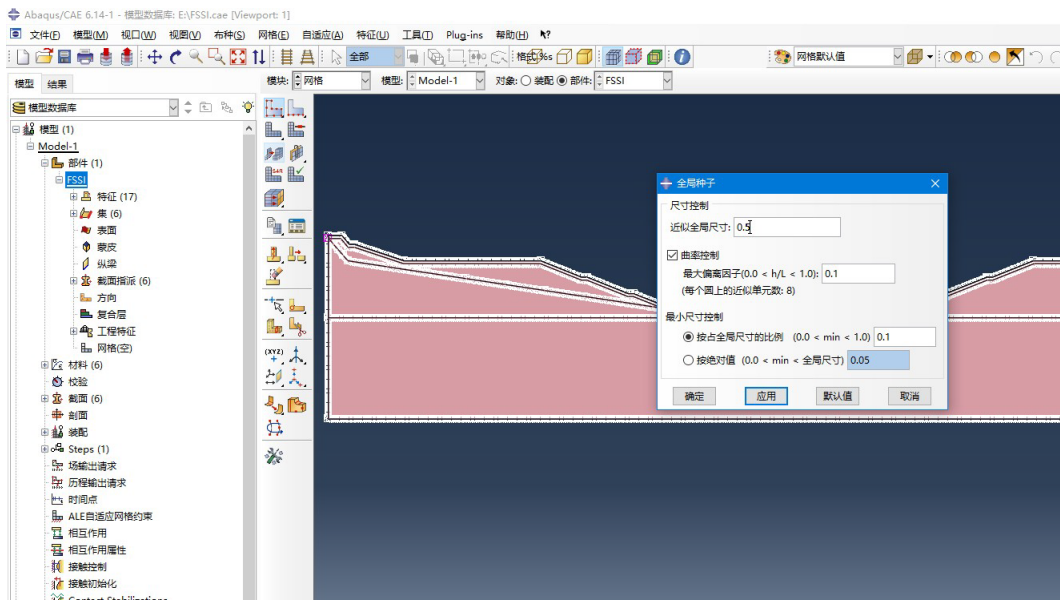 Abaqus/CAE 6.14-1 - 模型数据库: E:\FSSI.cae [Viewport: 1]
文件(F) 模型(M) 视口(W) 视图(V) 布种(S) 网格(E) 自适应(A) 特征(U) 工具(T) Plug-ins 帮助(H)
全部
网格默认值
模型 结果
模块: 网格 模型: Model-1 对象: 装配 部件: FSSI
模型数据库
模型 (1)
Model-1
部件 (1)
FSSI
特征 (17)
集 (6)
表面
蒙皮
纵梁
截面指派 (6)
方向
复合层
工程特征
网格(空)
材料 (6)
校验
截面 (6)
剖面
装配
Steps (1)
场输出请求
历程输出请求
时间点
ALE自适应网格约束
相互作用
相互作用属性
接触控制
接触初始化
Contact Stabilizations
(XYZ)
全局种子
尺寸控制
近似全局尺寸: 0.5
曲率控制
最大偏离因子(0.0 < h/L < 1.0): 0.1
(每个圆上的近似单元数: 8)
最小尺寸控制
按占全局尺寸的比例 (0.0 < min < 1.0) 0.1
按绝对值 (0.0 < min < 全局尺寸) 0.05
确定 应用 默认值 取消